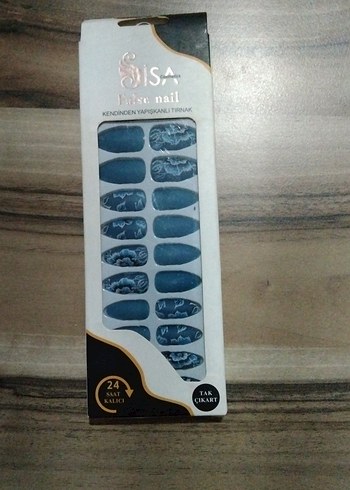 SISA
false nail
KENDİNDEN YAPIŞKANLI TIRNAK
24
SAAT
KALICI
TAK
ÇIKART